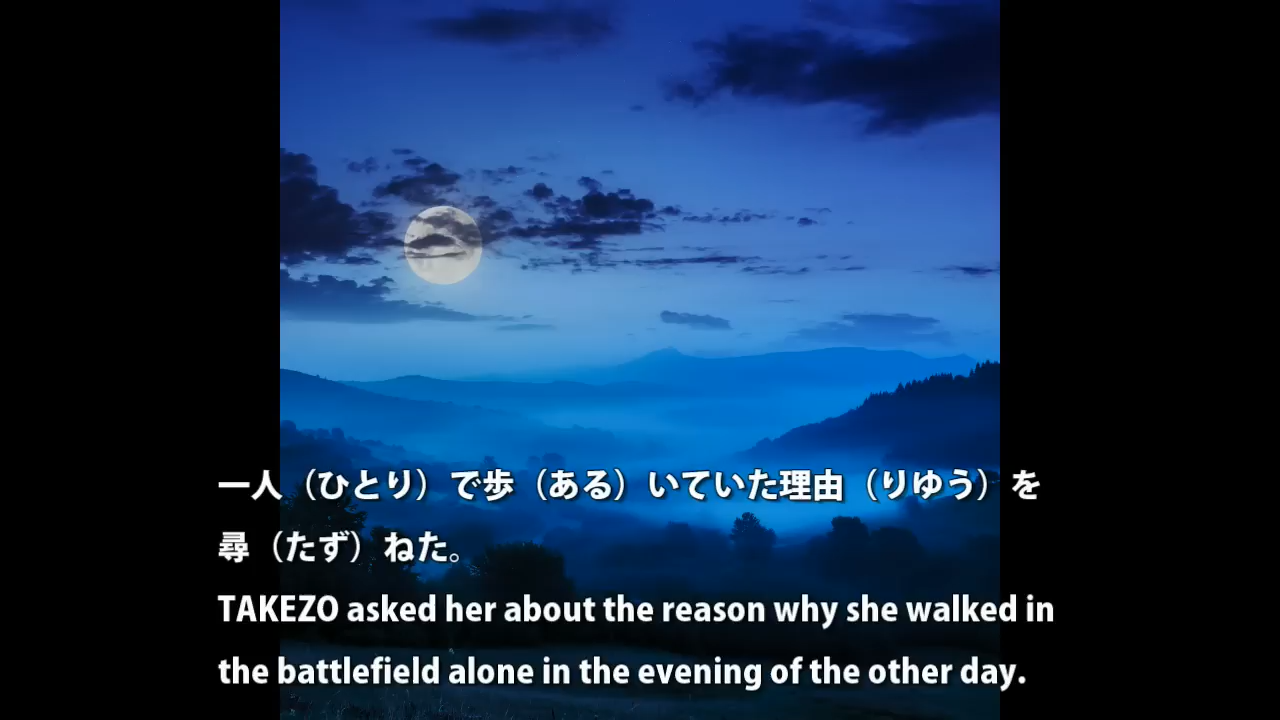 一人（ひとり）で歩（ある）いていた理由（りゆう）を
尋（たず）ねた。
TAKEZO asked her about the reason why she walked in
the battlefield alone in the evening of the other day.